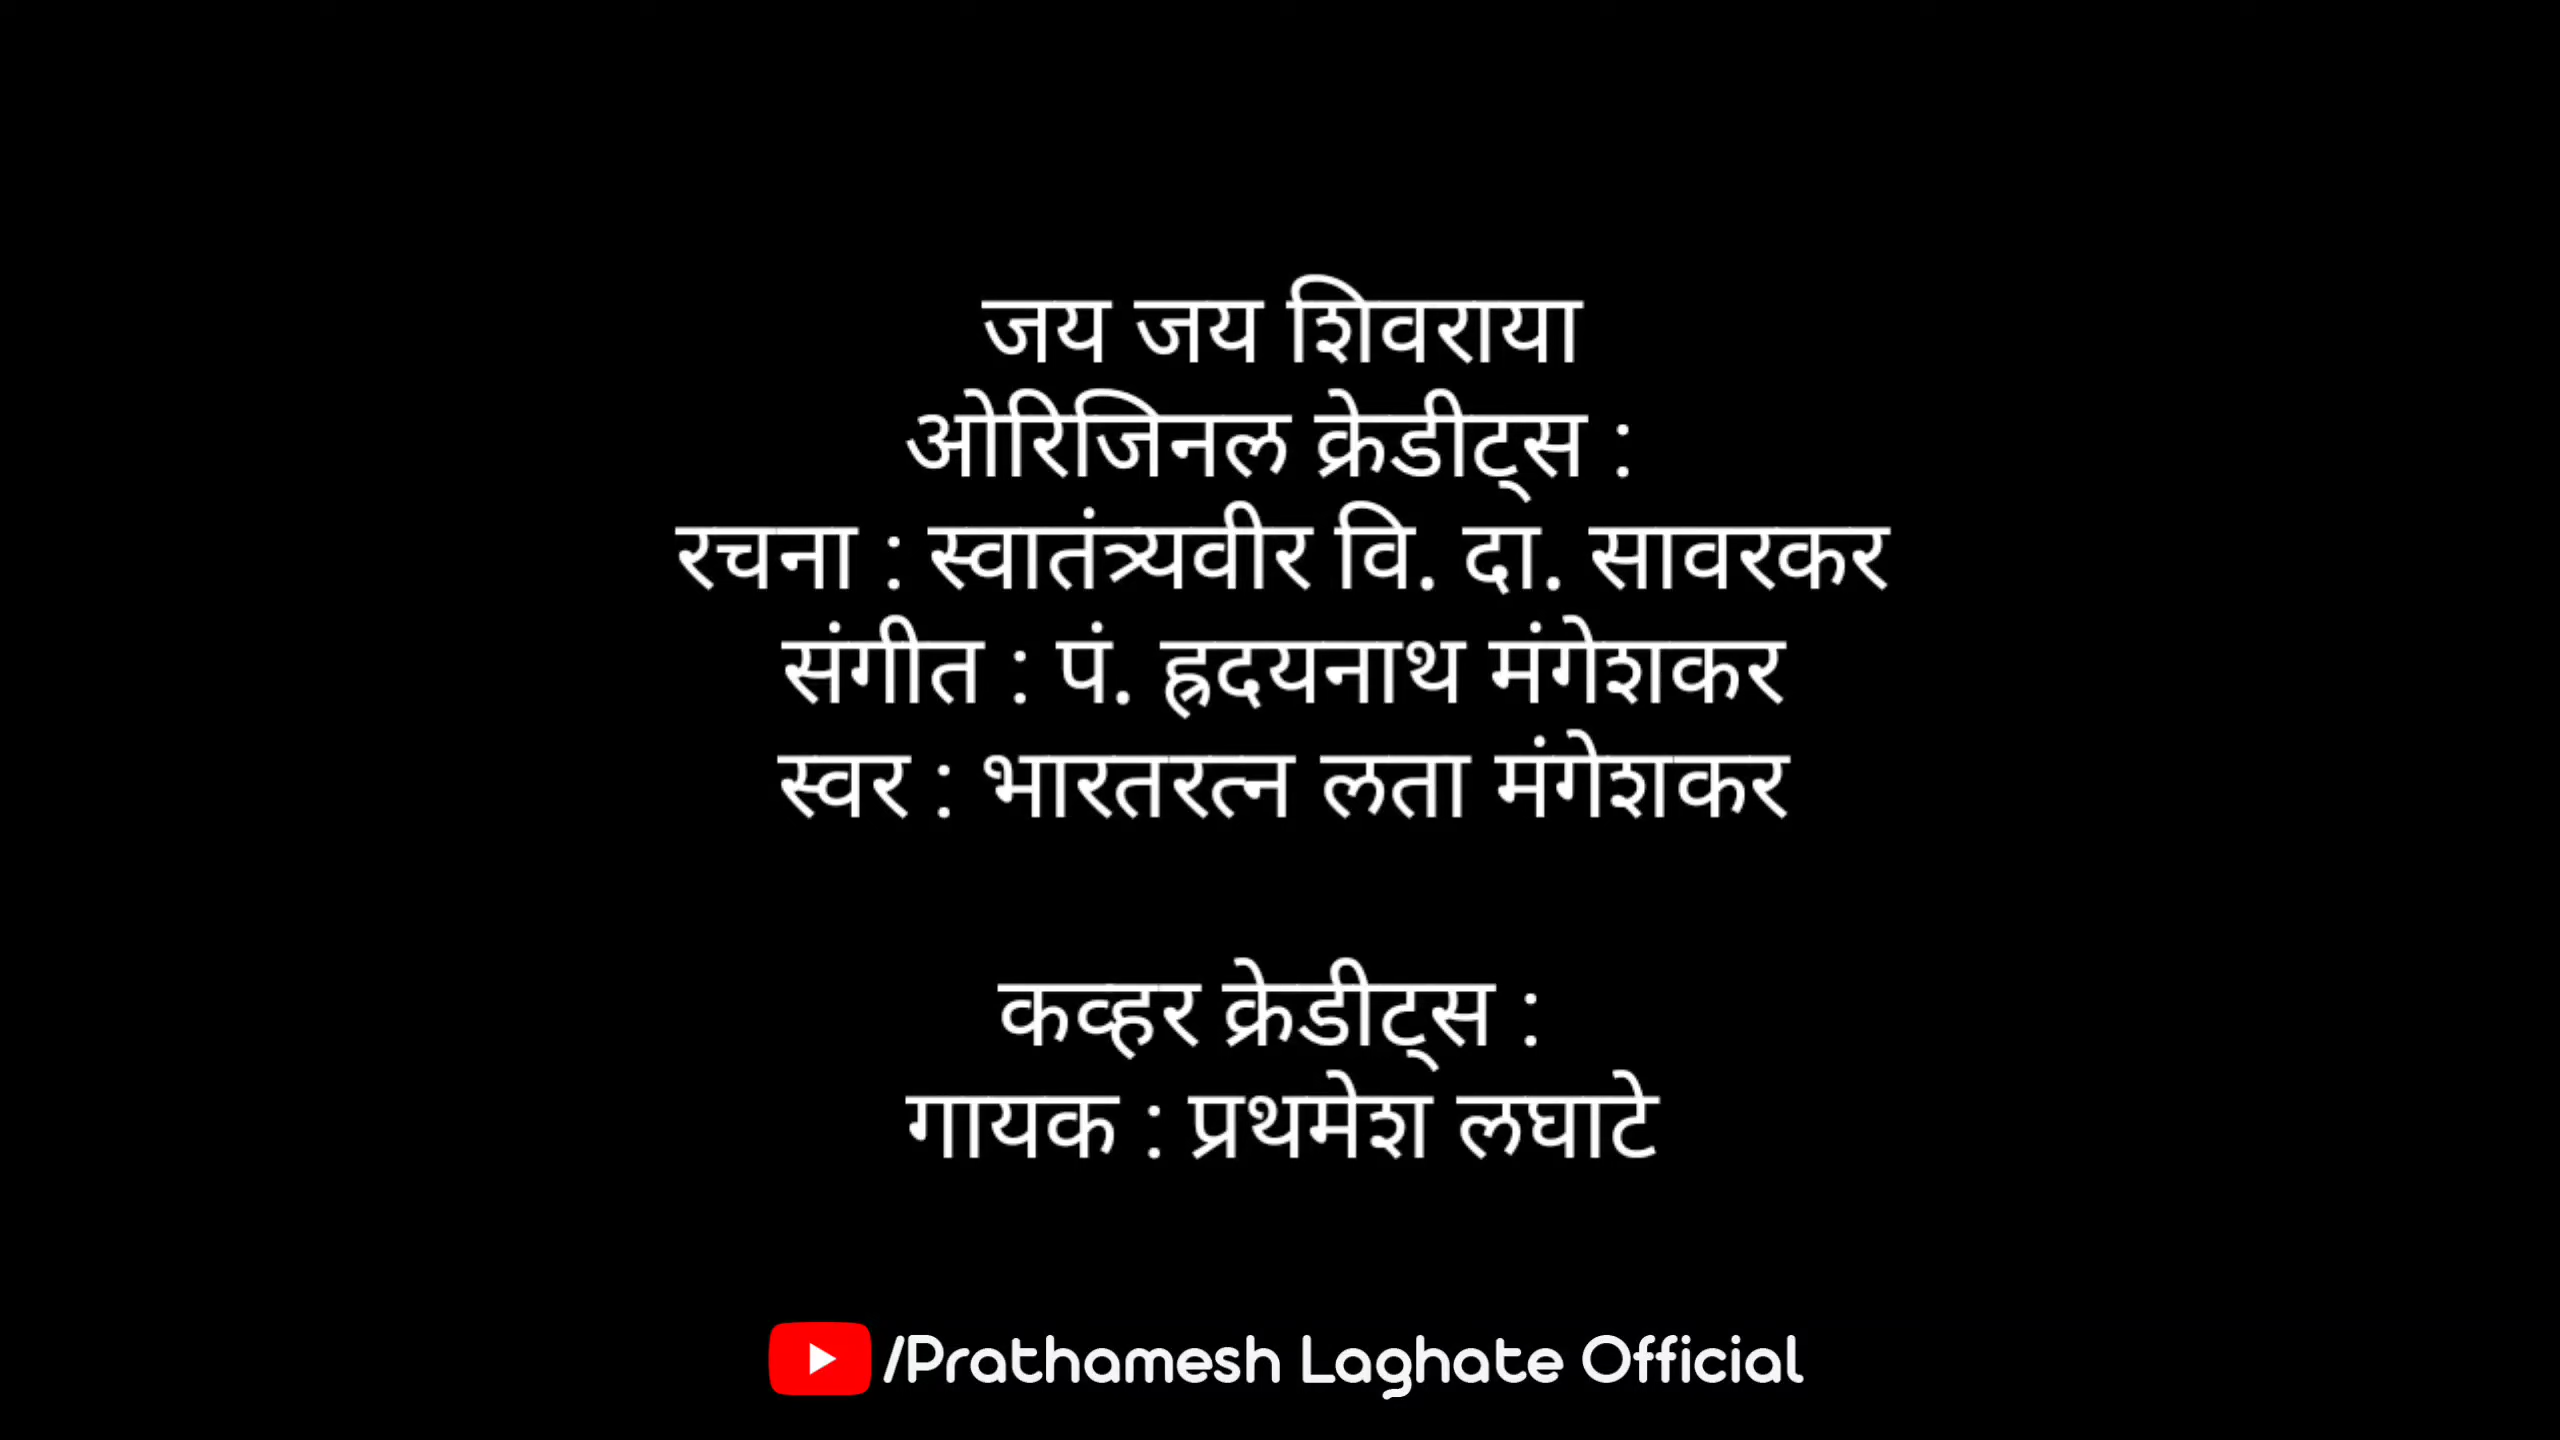 जय जय शिवराया
ओरिजिनल क्रेडीट्स :
रचना : स्वातंत्र्यवीर वि. दा. सावरकर
संगीत : पं. ह्रदयनाथ मंगेशकर
स्वर : भारतरत्न लता मंगेशकर
कव्हर क्रेडीट्स :
गायक : प्रथमेश लघाटे
/Prathamesh Laghate Official